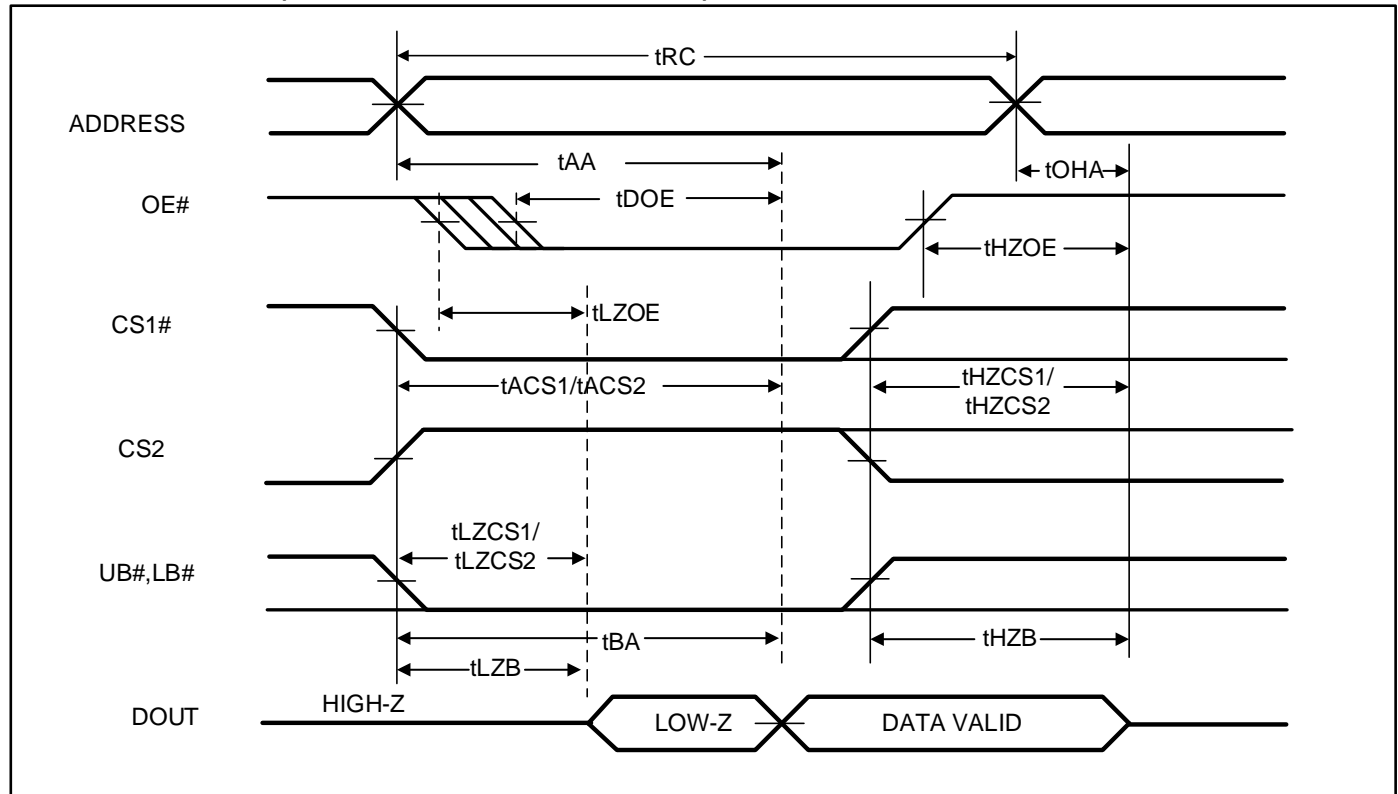 tRC
ADDRESS
tAA
tOHA
OE#
tDOE
tHZOE
CS1#
tLZOE
tACS1/tACS2
tHZCS1/
tHZCS2
CS2
tLZCS1/
tLZCS2
UB#,LB#
tBA
tHZB
tLZB
DOUT
HIGH-Z
LOW-Z
DATA VALID